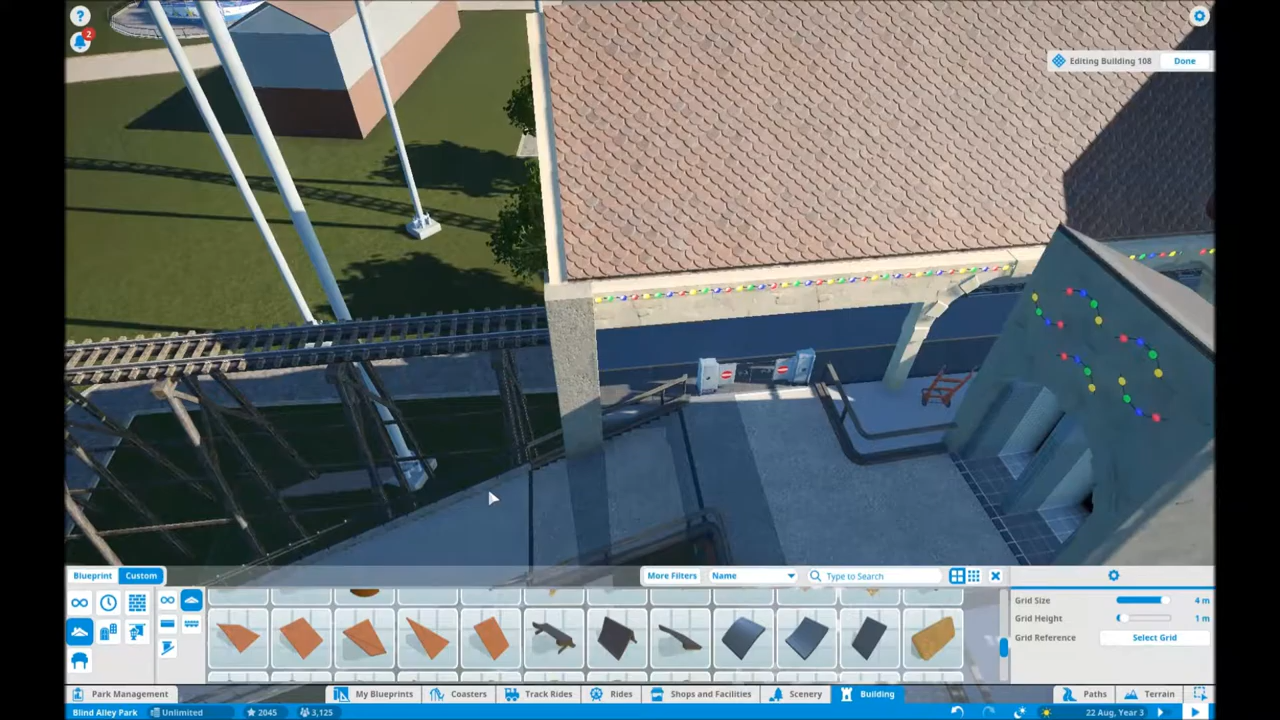 ?
2
Editing Building 108 Done
Blueprint Custom More Filters Name Type to Search
Grid Size 4 m
Grid Height 1 m
Grid Reference Select Grid
Park Management My Blueprints Coasters Track Rides Rides Shops and Facilities Scenery Building Paths Terrain
Blind Alley Park Unlimited 2045 3,125 22 Aug, Year 3